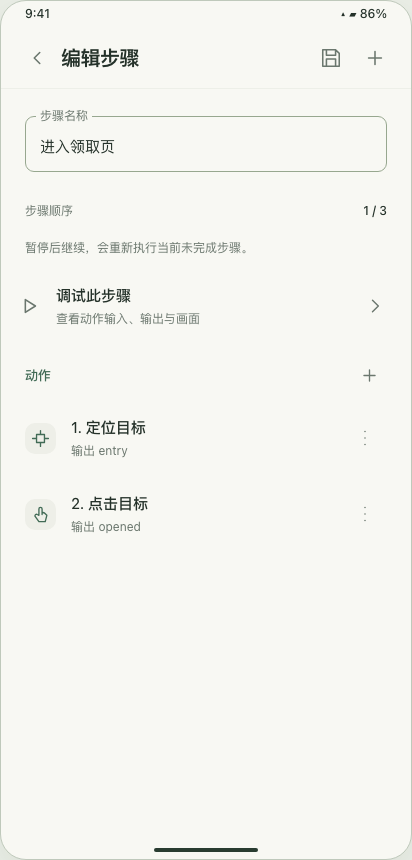 9:41
86%
编辑步骤
步骤名称
进入领取页
步骤顺序
1 / 3
暂停后继续，会重新执行当前未完成步骤。
调试此步骤
查看动作输入、输出与画面
动作
1. 定位目标
输出 entry
2. 点击目标
输出 opened